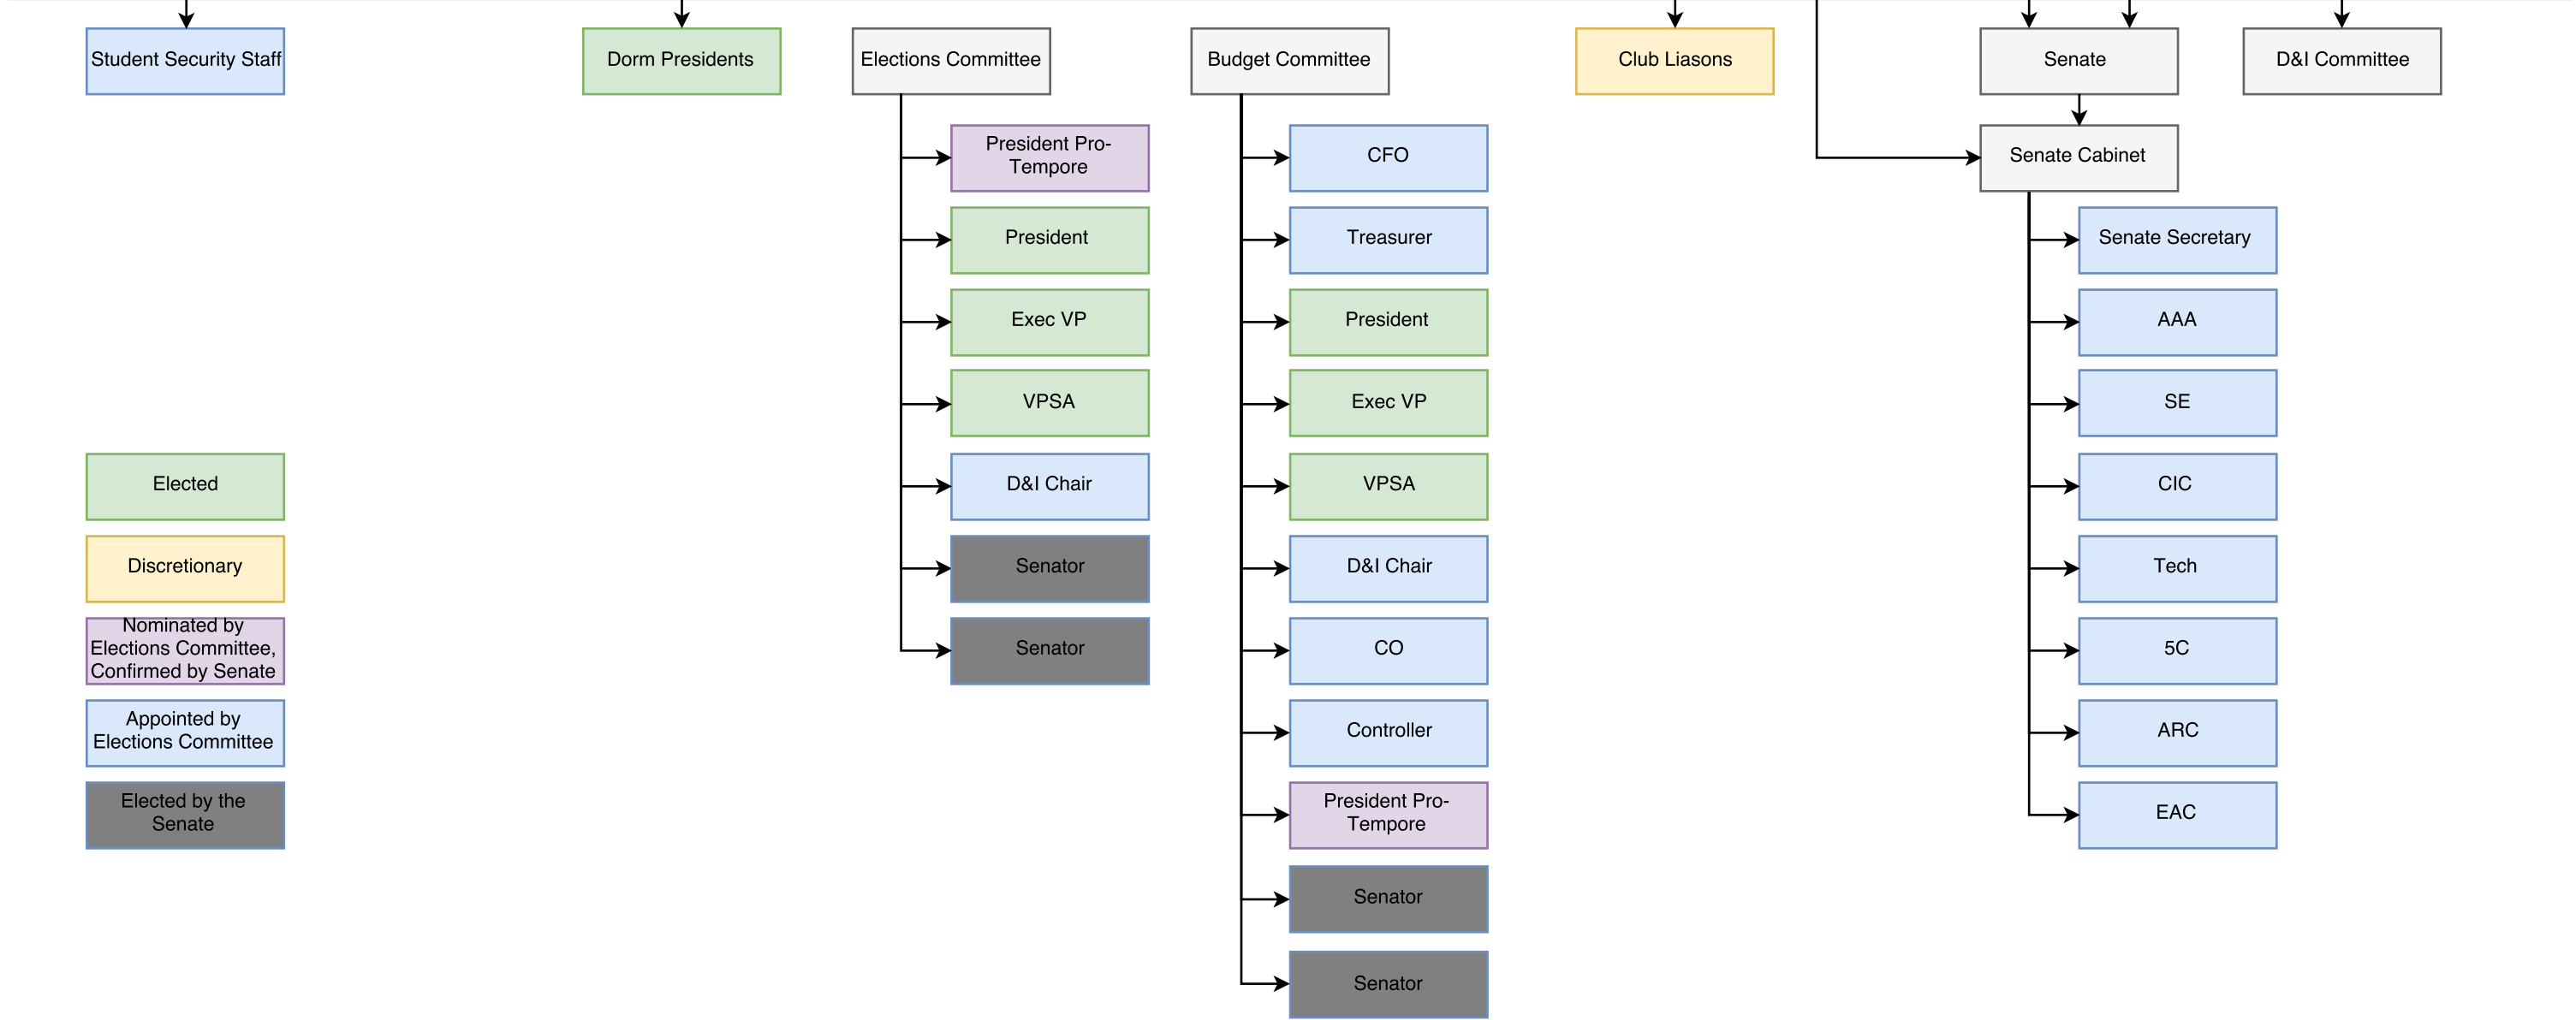 Student Security Staff
Dorm Presidents
Elections Committee
Budget Committee
Club Liasons
Senate
D&I Committee
President Pro-
Tempore
President
Exec VP
VPSA
D&I Chair
Senator
Senator
CFO
Treasurer
President
Exec VP
VPSA
D&I Chair
CO
Controller
President Pro-
Tempore
Senator
Senator
Senate Cabinet
Senate Secretary
AAA
SE
CIC
Tech
5C
ARC
EAC
Elected
Discretionary
Nominated by
Elections Committee,
Confirmed by Senate
Appointed by
Elections Committee
Elected by the
Senate